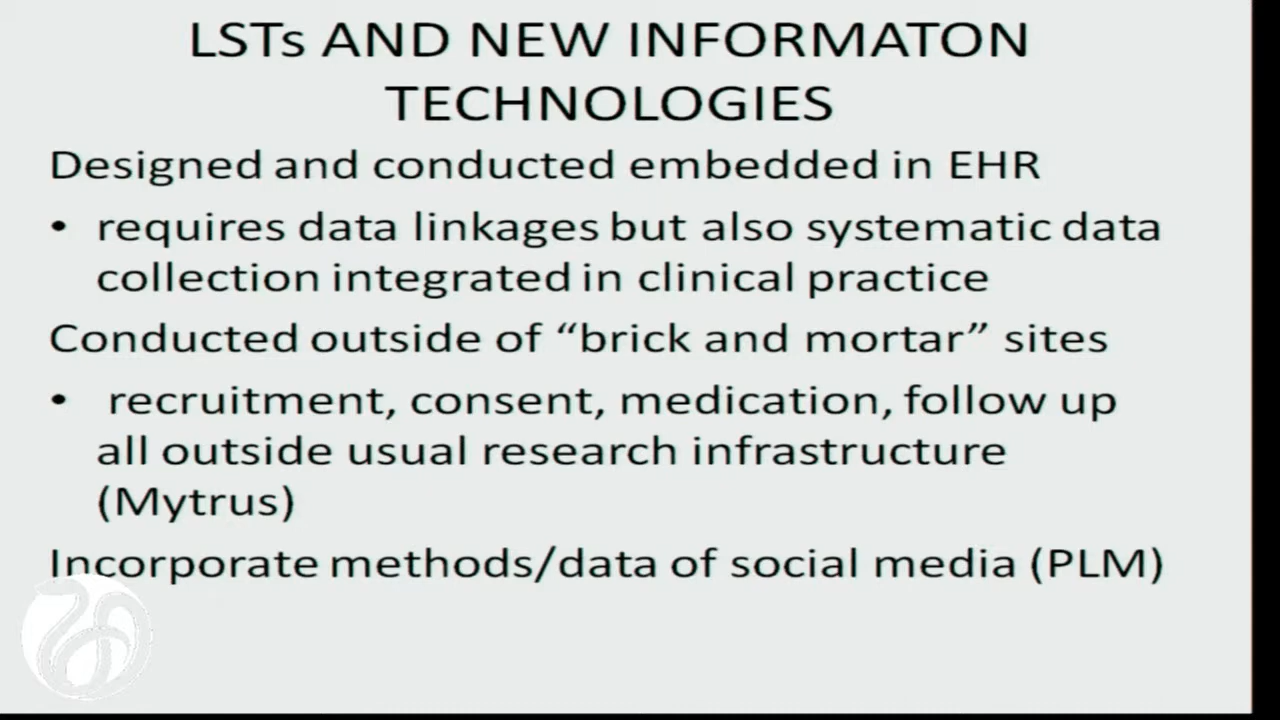 LSTs AND NEW INFORMATON
TECHNOLOGIES
Designed and conducted embedded in EHR
• requires data linkages but also systematic data
collection integrated in clinical practice
Conducted outside of “brick and mortar” sites
• recruitment, consent, medication, follow up
all outside usual research infrastructure
(Mytrus)
Incorporate methods/data of social media (PLM)